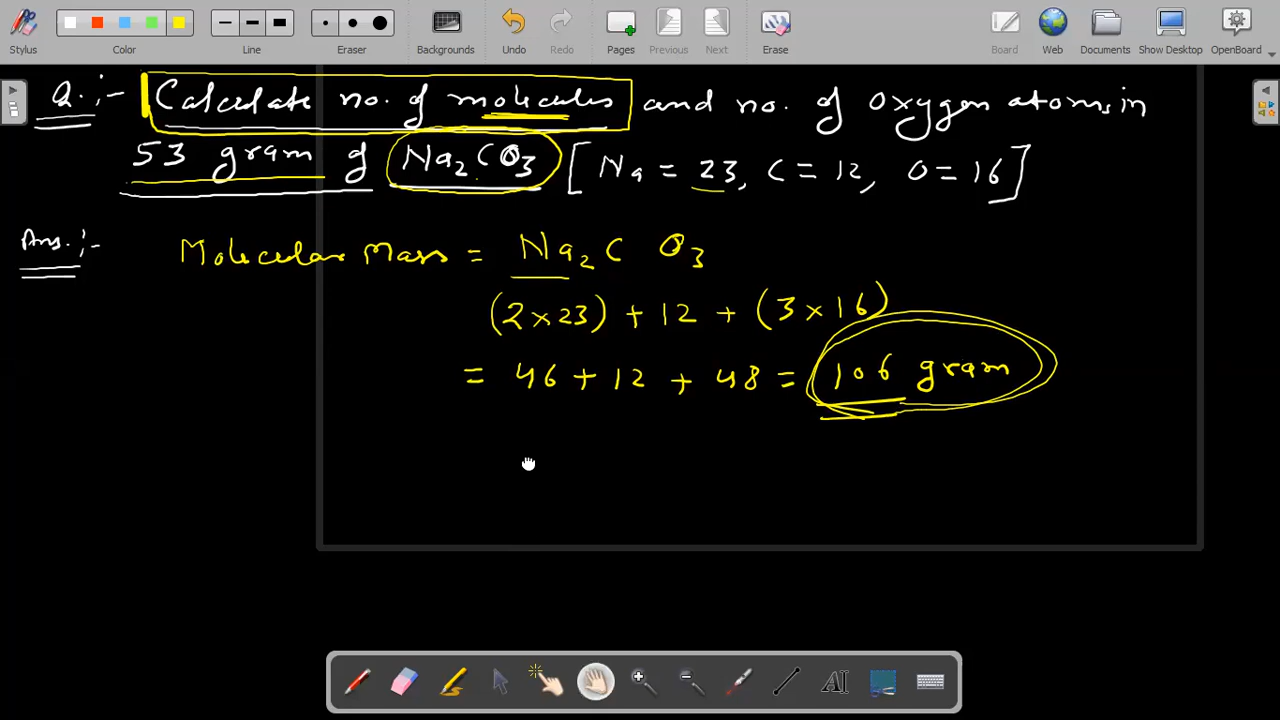 Color Line Eraser Backgrounds Undo Redo Pages Previous Next Erase Board Web Documents Show Desktop OpenBoard
Stylus
Q.:- Calculate no. of molecules and no. of oxygen atoms in
53 gram of Na2CO3 [Na = 23, C = 12, O = 16]
Ans.:- Molecular Mass = Na2 C O3
(2 × 23) + 12 + (3 × 16)
= 46 + 12 + 48 = 106 gram